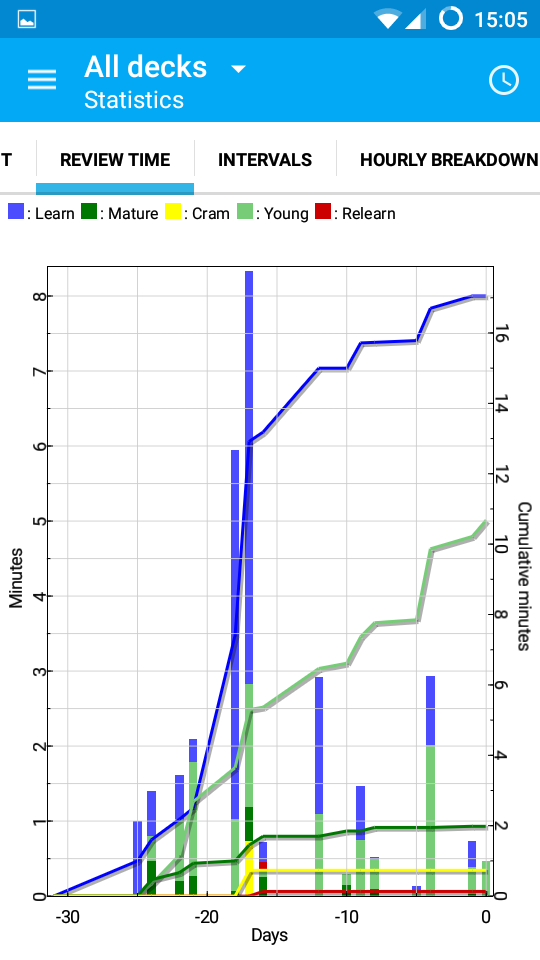 15:05
All decks
Statistics
T REVIEW TIME INTERVALS HOURLY BREAKDOWN
: Learn : Mature : Cram : Young : Relearn
8
7
6
5
4
3
2
1
0
Minutes
16
14
12
10
8
6
4
2
0
Cumulative minutes
-30 -20 -10 0
Days